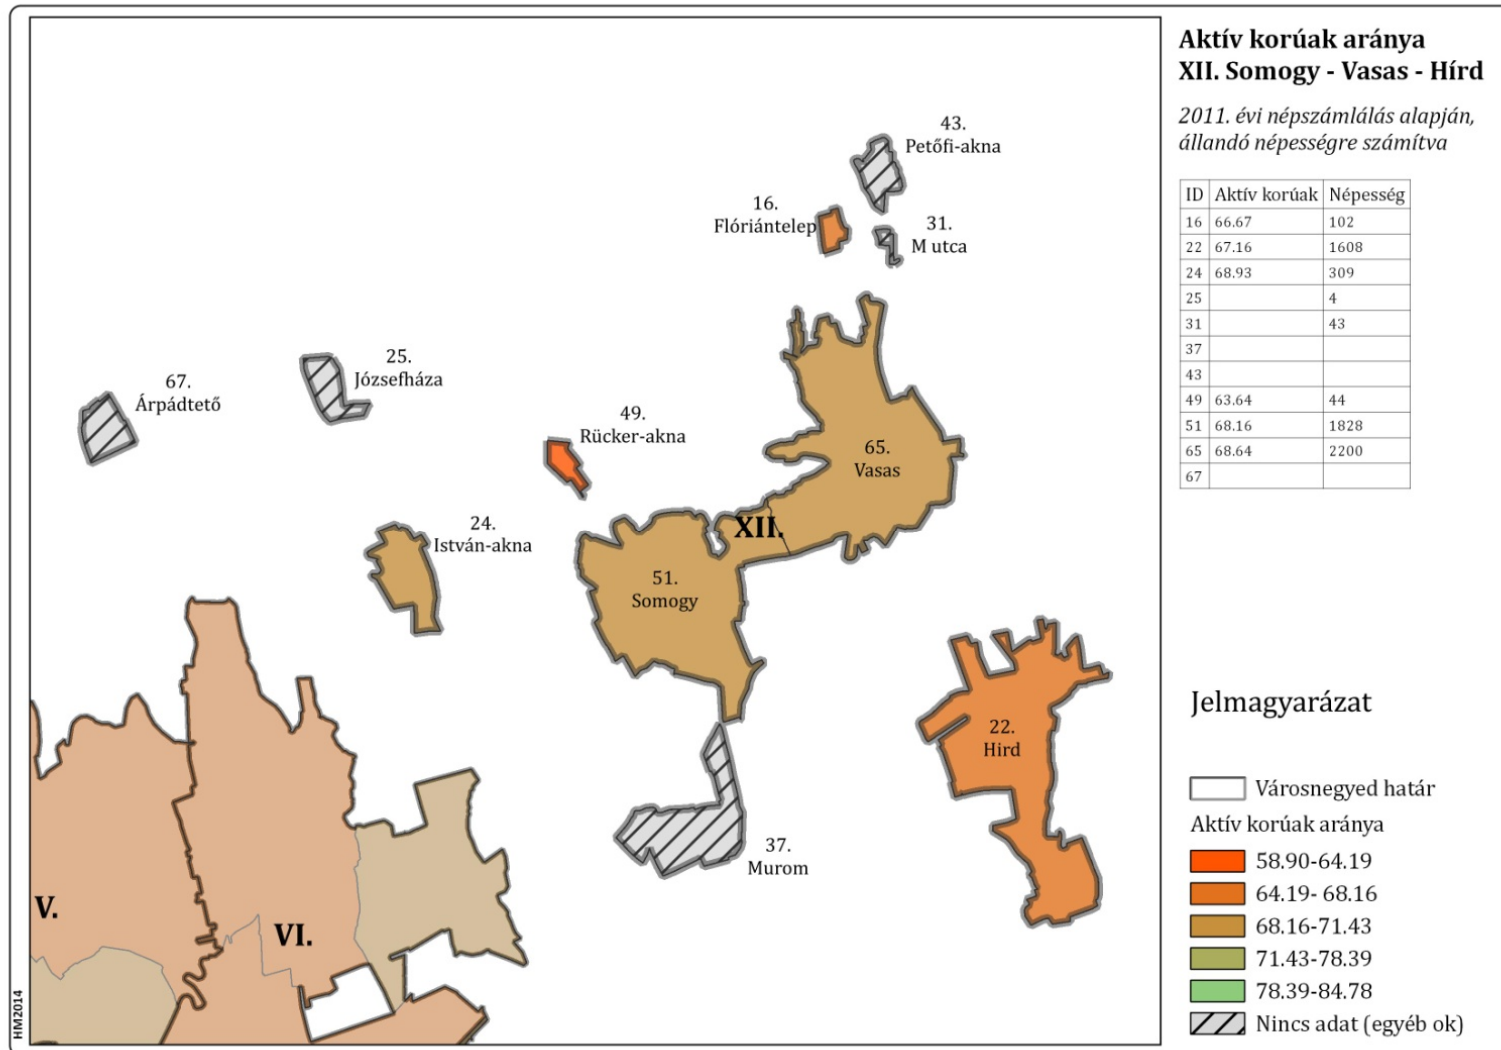 Aktív korúak aránya
XII. Somogy - Vasas - Hírd
2011. évi népszámlálás alapján,
állandó népességre számítva
ID Aktív korúak Népesség
16 66.67 102
22 67.16 1608
24 68.93 309
25 4
31 43
37
43
49 63.64 44
51 68.16 1828
65 68.64 2200
67
43.
Petőfi-akna
16.
Flóriántelep
31.
M utca
25.
Józsefháza
67.
Árpádtető
49.
Rücker-akna
65.
Vasas
XII.
24.
István-akna
51.
Somogy
22.
Hird
37.
Murom
V.
VI.
HM2014
Jelmagyarázat
Városnegyed határ
Aktív korúak aránya
58.90-64.19
64.19- 68.16
68.16-71.43
71.43-78.39
78.39-84.78
Nincs adat (egyéb ok)